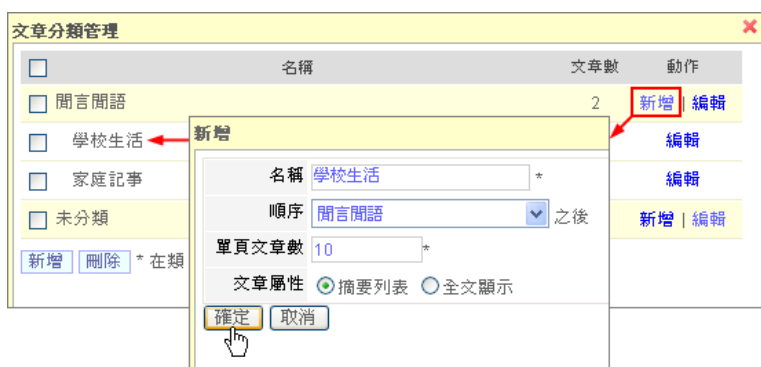 文章分類管理
名稱 文章數 動作
閒言閒語 2 新增 | 編輯
學校生活 編輯
家庭記事 編輯
未分類 新增 | 編輯
新增 刪除 * 在類
新增
名稱 學校生活 *
順序 閒言閒語 之後
單頁文章數 10 *
文章屬性 摘要列表 全文顯示
確定 取消